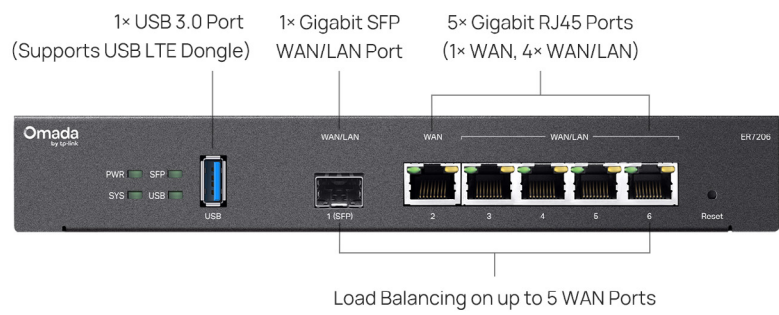 1× USB 3.0 Port
(Supports USB LTE Dongle)
1× Gigabit SFP
WAN/LAN Port
5× Gigabit RJ45 Ports
(1× WAN, 4× WAN/LAN)
Omada
by tp-link
WAN/LAN
WAN
WAN/LAN
ER7206
PWR
SFP
SYS
USB
USB
1 (SFP)
2
3
4
5
6
Reset
Load Balancing on up to 5 WAN Ports